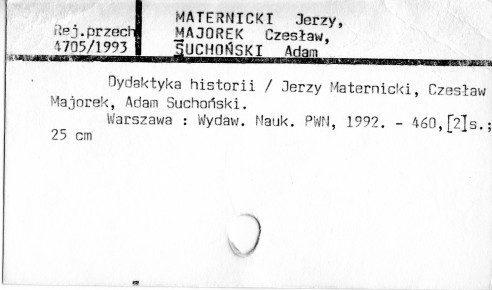 MATERNICKI Jerzy,
Rej.przech MAJOREK Czesław,
4705/1993 SUCHOŃSKI Adam
Dydaktyka historii / Jerzy Maternicki, Czesław
Majorek, Adam Suchoński.
Warszawa : Wydaw. Nauk. PWN, 1992. - 460,[2]s.;
25 cm